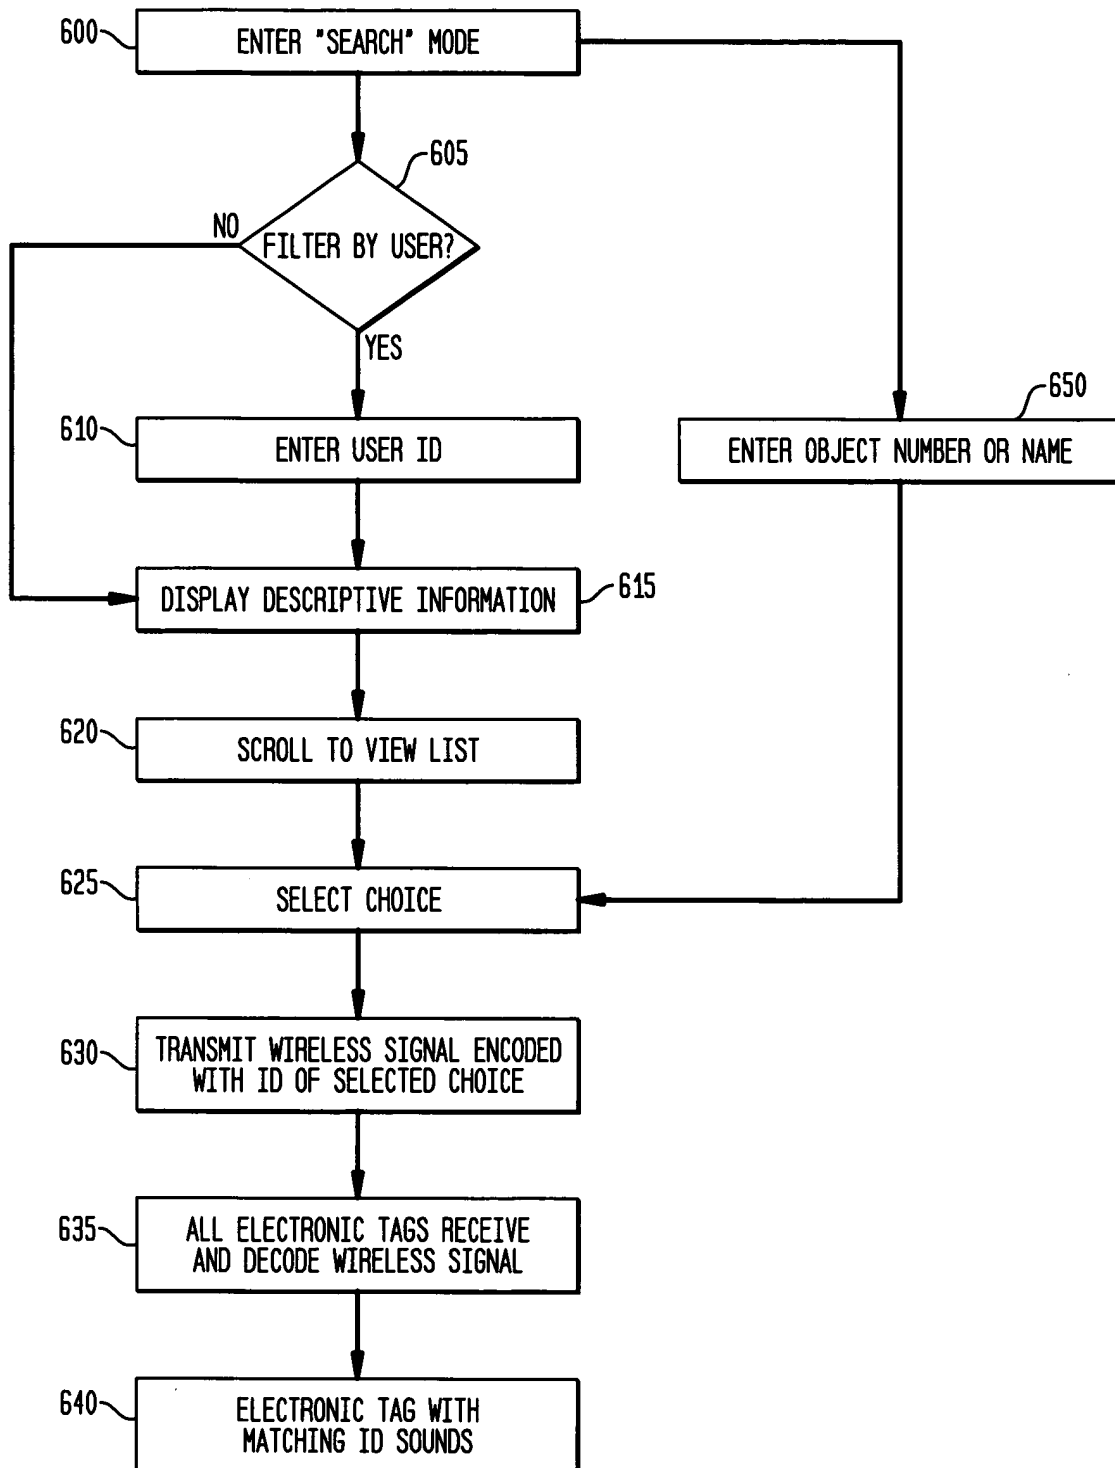 600
ENTER "SEARCH" MODE
605
NO
FILTER BY USER?
YES
610
ENTER USER ID
650
ENTER OBJECT NUMBER OR NAME
DISPLAY DESCRIPTIVE INFORMATION
615
620
SCROLL TO VIEW LIST
625
SELECT CHOICE
630
TRANSMIT WIRELESS SIGNAL ENCODED
WITH ID OF SELECTED CHOICE
635
ALL ELECTRONIC TAGS RECEIVE
AND DECODE WIRELESS SIGNAL
640
ELECTRONIC TAG WITH
MATCHING ID SOUNDS